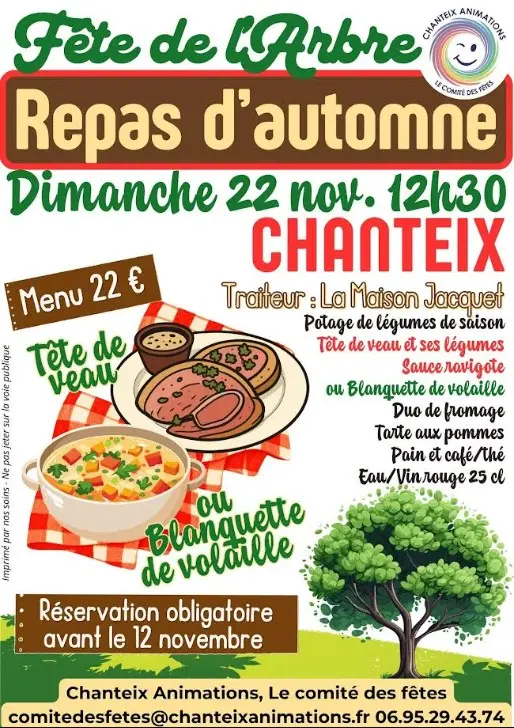 Fête de l'Arbre
CHANTEIX ANIMATIONS
LE COMITÉ DES FÊTES
Repas d'automne
Dimanche 22 nov. 12h30
CHANTEIX
Menu 22 €
Traiteur : La Maison Jacquet
Potage de légumes de saison
Tête de veau et ses légumes
Sauce ravigote
ou Blanquette de volaille
Duo de fromage
Tarte aux pommes
Pain et café/thé
Eau/Vin rouge 25 cl
Tête de
veau
ou
Blanquette
de volaille
Imprimé par nos soins - Ne pas jeter sur la voie publique
Réservation obligatoire
avant le 12 novembre
Chanteix Animations, Le comité des fêtes
comitedesfetes@chanteixanimations.fr 06.95.29.43.74